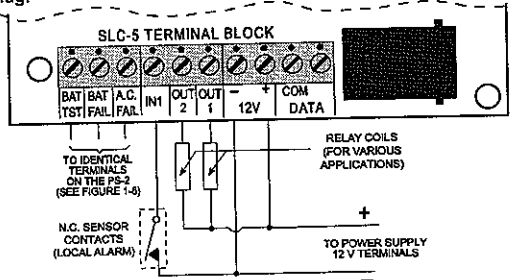 SLC-5 TERMINAL BLOCK
BAT TST
BAT FAIL
A.C. FAIL
IN1
OUT 2
OUT 1
– +
12V
COM
DATA
TO IDENTICAL
TERMINALS
ON THE PS-2
(SEE FIGURE 1-8)
RELAY COILS
(FOR VARIOUS
APPLICATIONS)
N.C. SENSOR
CONTACTS
(LOCAL ALARM)
+
TO POWER SUPPLY
12 V TERMINALS
–